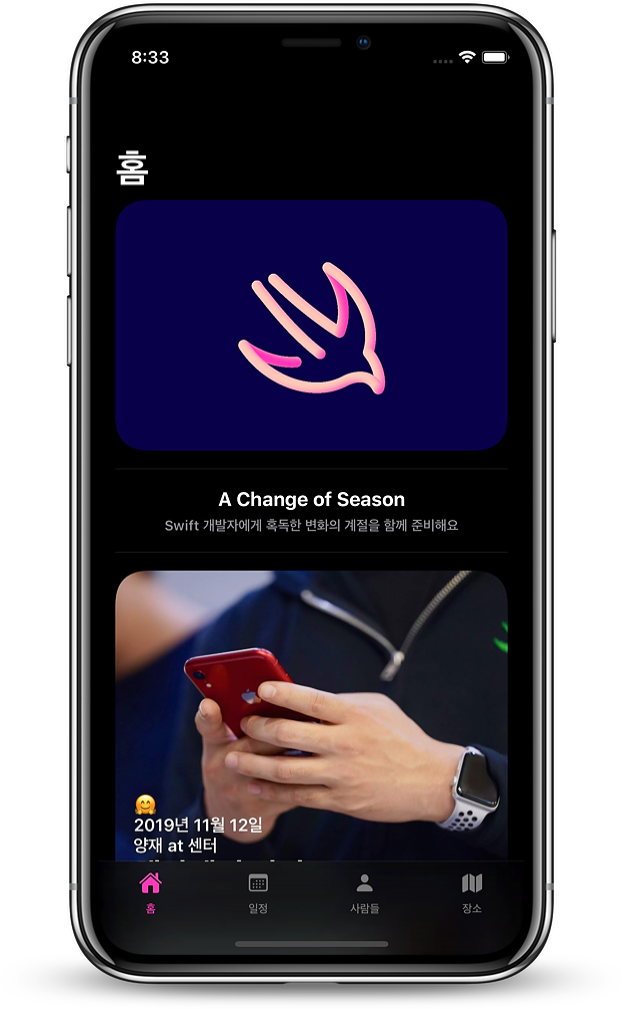 8:33
홈
A Change of Season
Swift 개발자에게 혹독한 변화의 계절을 함께 준비해요
2019년 11월 12일
양재 at 센터
홈
일정
사람들
장소